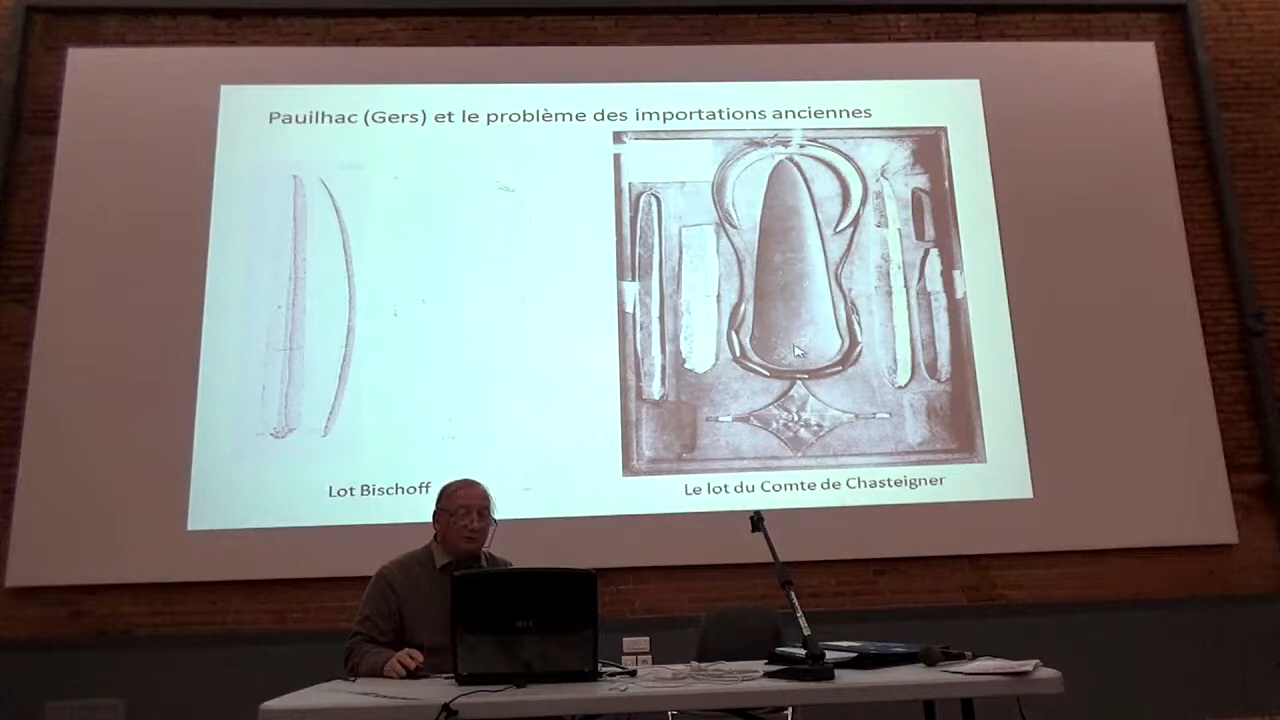 Pauilhac (Gers) et le problème des importations anciennes
Lot Bischoff
Le lot du Comte de Chasteigner